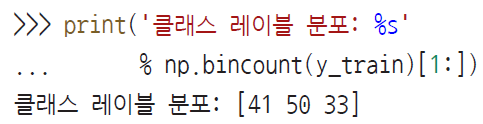 >>> print('클래스 레이블 분포: %s'
...       % np.bincount(y_train)[1:])
클래스 레이블 분포: [41 50 33]